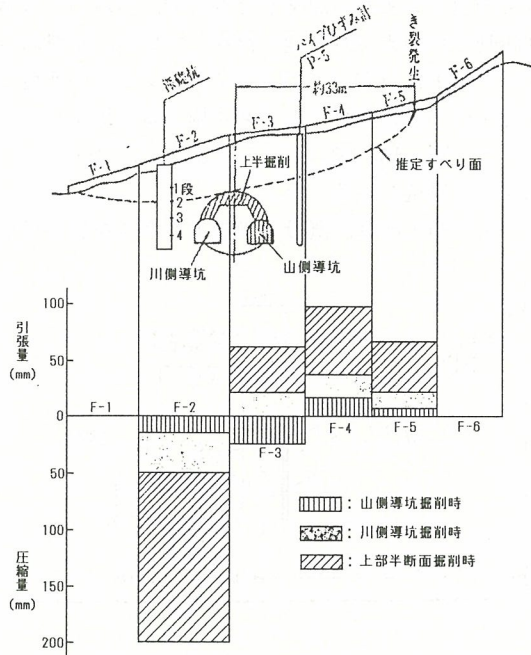 深礎杭
パイプひずみ計
P-5
き裂発生
約33m
F-1
F-2
F-3
F-4
F-5
F-6
上半掘削
推定すべり面
1段
2
3
4
川側導坑
山側導坑
100
50
0
50
100
150
200
引張量
(mm)
圧縮量
(mm)
F-1
F-2
F-3
F-4
F-5
F-6
：山側導坑掘削時
：川側導坑掘削時
：上部半断面掘削時